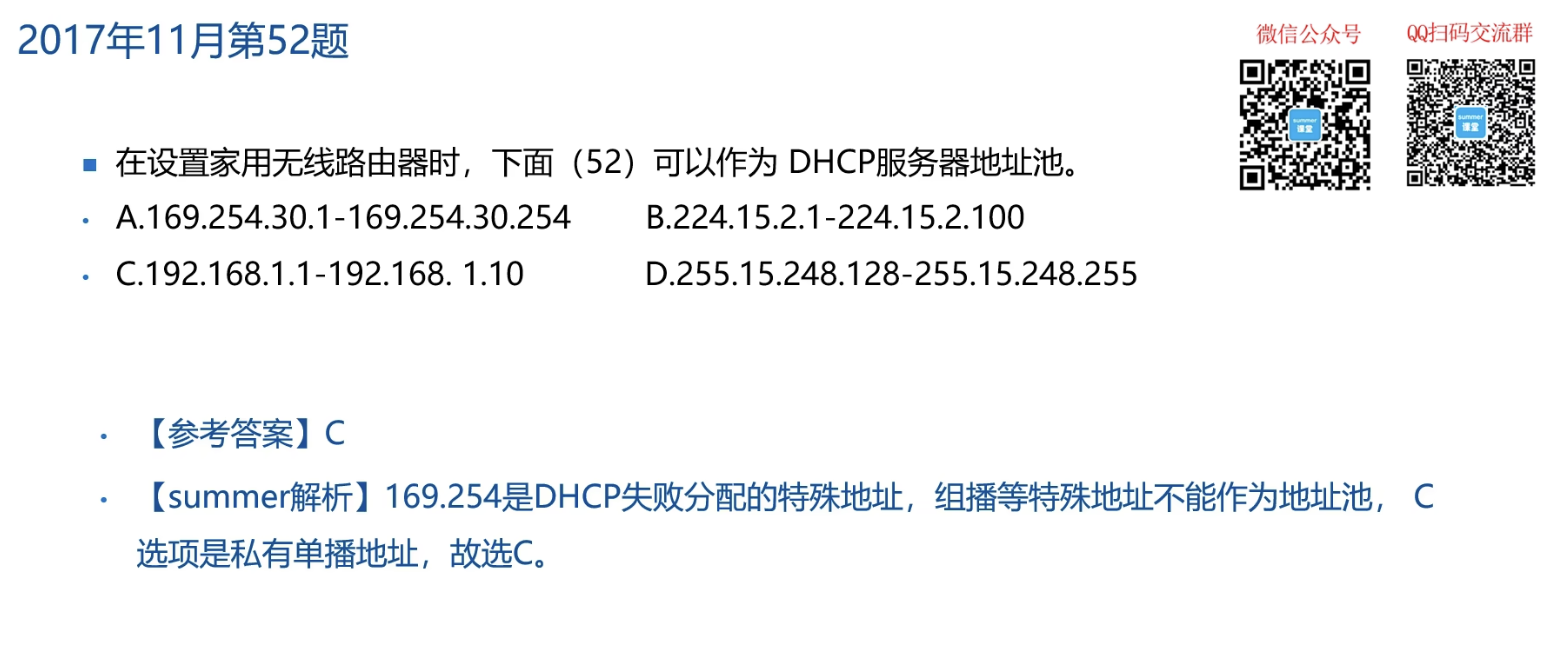 2017年11月第52题
微信公众号
QQ扫码交流群
summer
课堂
summer
课堂
在设置家用无线路由器时，下面（52）可以作为 DHCP服务器地址池。
A.169.254.30.1-169.254.30.254 B.224.15.2.1-224.15.2.100
C.192.168.1.1-192.168. 1.10 D.255.15.248.128-255.15.248.255
【参考答案】C
【summer解析】169.254是DHCP失败分配的特殊地址，组播等特殊地址不能作为地址池， C
选项是私有单播地址，故选C。